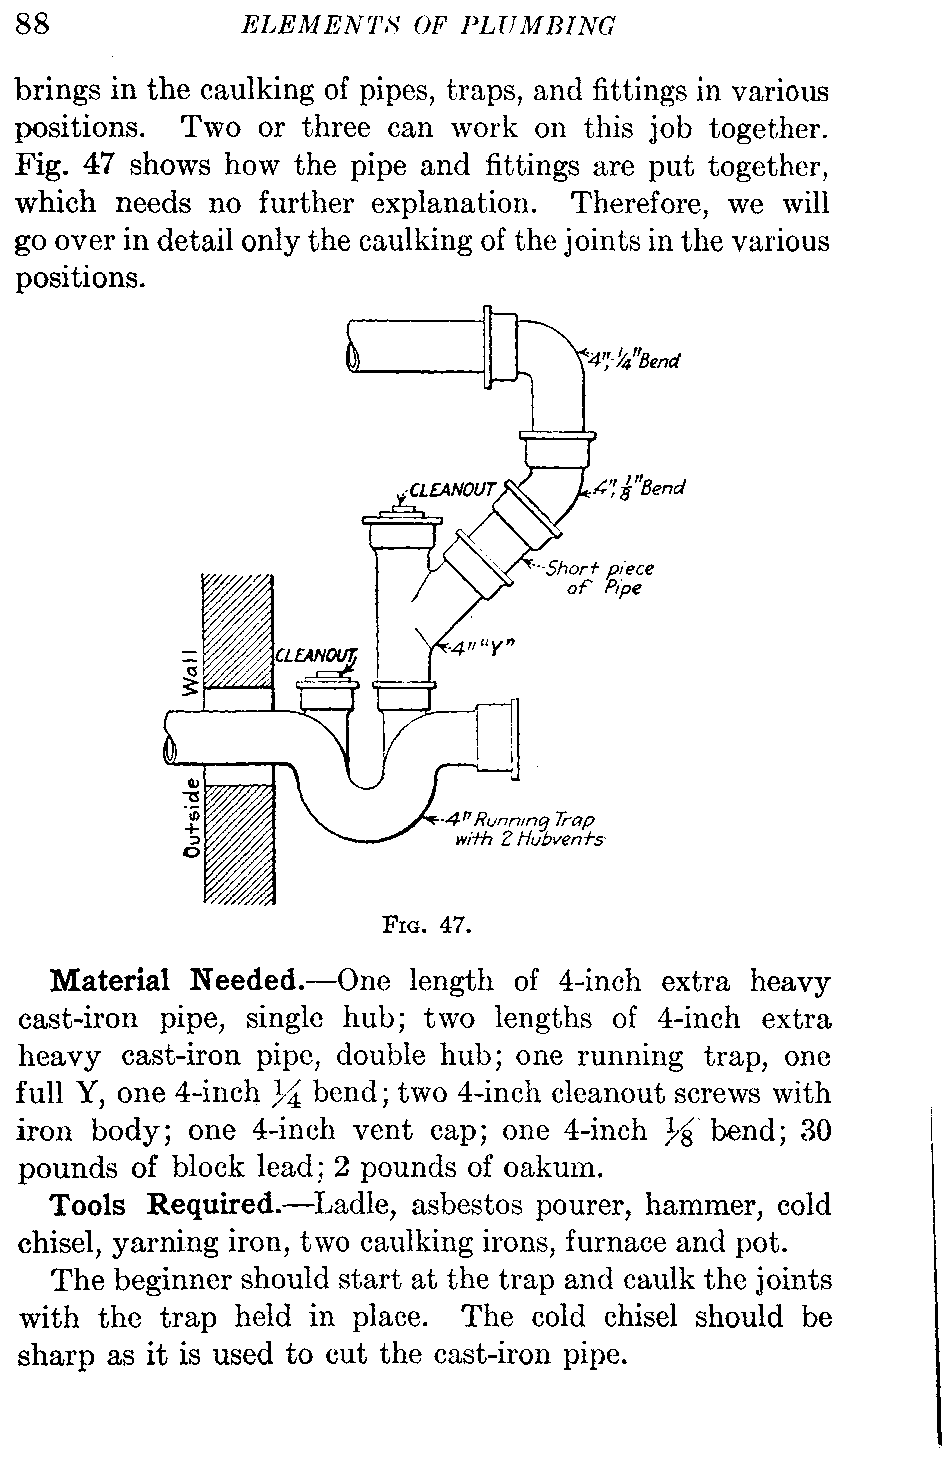 88 ELEMENTS OF PLUMBING
brings in the caulking of pipes, traps, and fittings in various
positions. Two or three can work on this job together.
Fig. 47 shows how the pipe and fittings are put together,
which needs no further explanation. Therefore, we will
go over in detail only the caulking of the joints in the various
positions.
4", 1/4" Bend
CLEANOUT
4", 1/8" Bend
Short piece
of Pipe
4" "Y"
CLEANOUT
Wall
Outside
4" Running Trap
with 2 Hubvents
FIG. 47.
Material Needed.—One length of 4-inch extra heavy
cast-iron pipe, single hub; two lengths of 4-inch extra
heavy cast-iron pipe, double hub; one running trap, one
full Y, one 4-inch ¼ bend; two 4-inch cleanout screws with
iron body; one 4-inch vent cap; one 4-inch ⅛ bend; 30
pounds of block lead; 2 pounds of oakum.
Tools Required.—Ladle, asbestos pourer, hammer, cold
chisel, yarning iron, two caulking irons, furnace and pot.
The beginner should start at the trap and caulk the joints
with the trap held in place. The cold chisel should be
sharp as it is used to cut the cast-iron pipe.